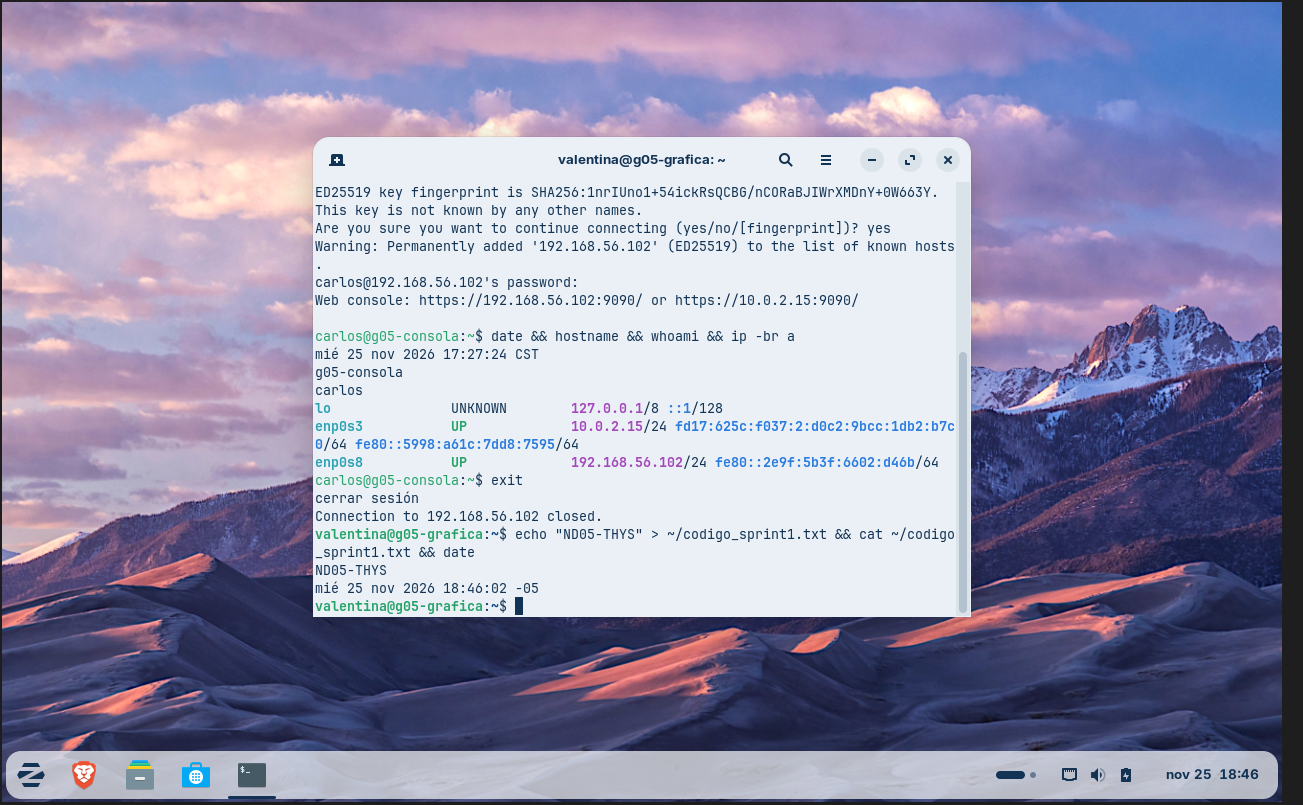 valentina@g05-grafica: ~
ED25519 key fingerprint is SHA256:1nrIUno1+54ickRsQCBG/nCORaBJIWrXMDnY+0W663Y.
This key is not known by any other names.
Are you sure you want to continue connecting (yes/no/[fingerprint])? yes
Warning: Permanently added '192.168.56.102' (ED25519) to the list of known hosts
.
carlos@192.168.56.102's password:
Web console: https://192.168.56.102:9090/ or https://10.0.2.15:9090/
carlos@g05-consola:~$ date && hostname && whoami && ip -br a
mié 25 nov 2026 17:27:24 CST
g05-consola
carlos
lo UNKNOWN 127.0.0.1/8 ::1/128
enp0s3 UP 10.0.2.15/24 fd17:625c:f037:2:d0c2:9bcc:1db2:b7c
0/64 fe80::5998:a61c:7dd8:7595/64
enp0s8 UP 192.168.56.102/24 fe80::2e9f:5b3f:6602:d46b/64
carlos@g05-consola:~$ exit
cerrar sesión
Connection to 192.168.56.102 closed.
valentina@g05-grafica:~$ echo "ND05-THYS" > ~/codigo_sprint1.txt && cat ~/codigo
_sprint1.txt && date
ND05-THYS
mié 25 nov 2026 18:46:02 -05
valentina@g05-grafica:~$
$_
nov 25 18:46